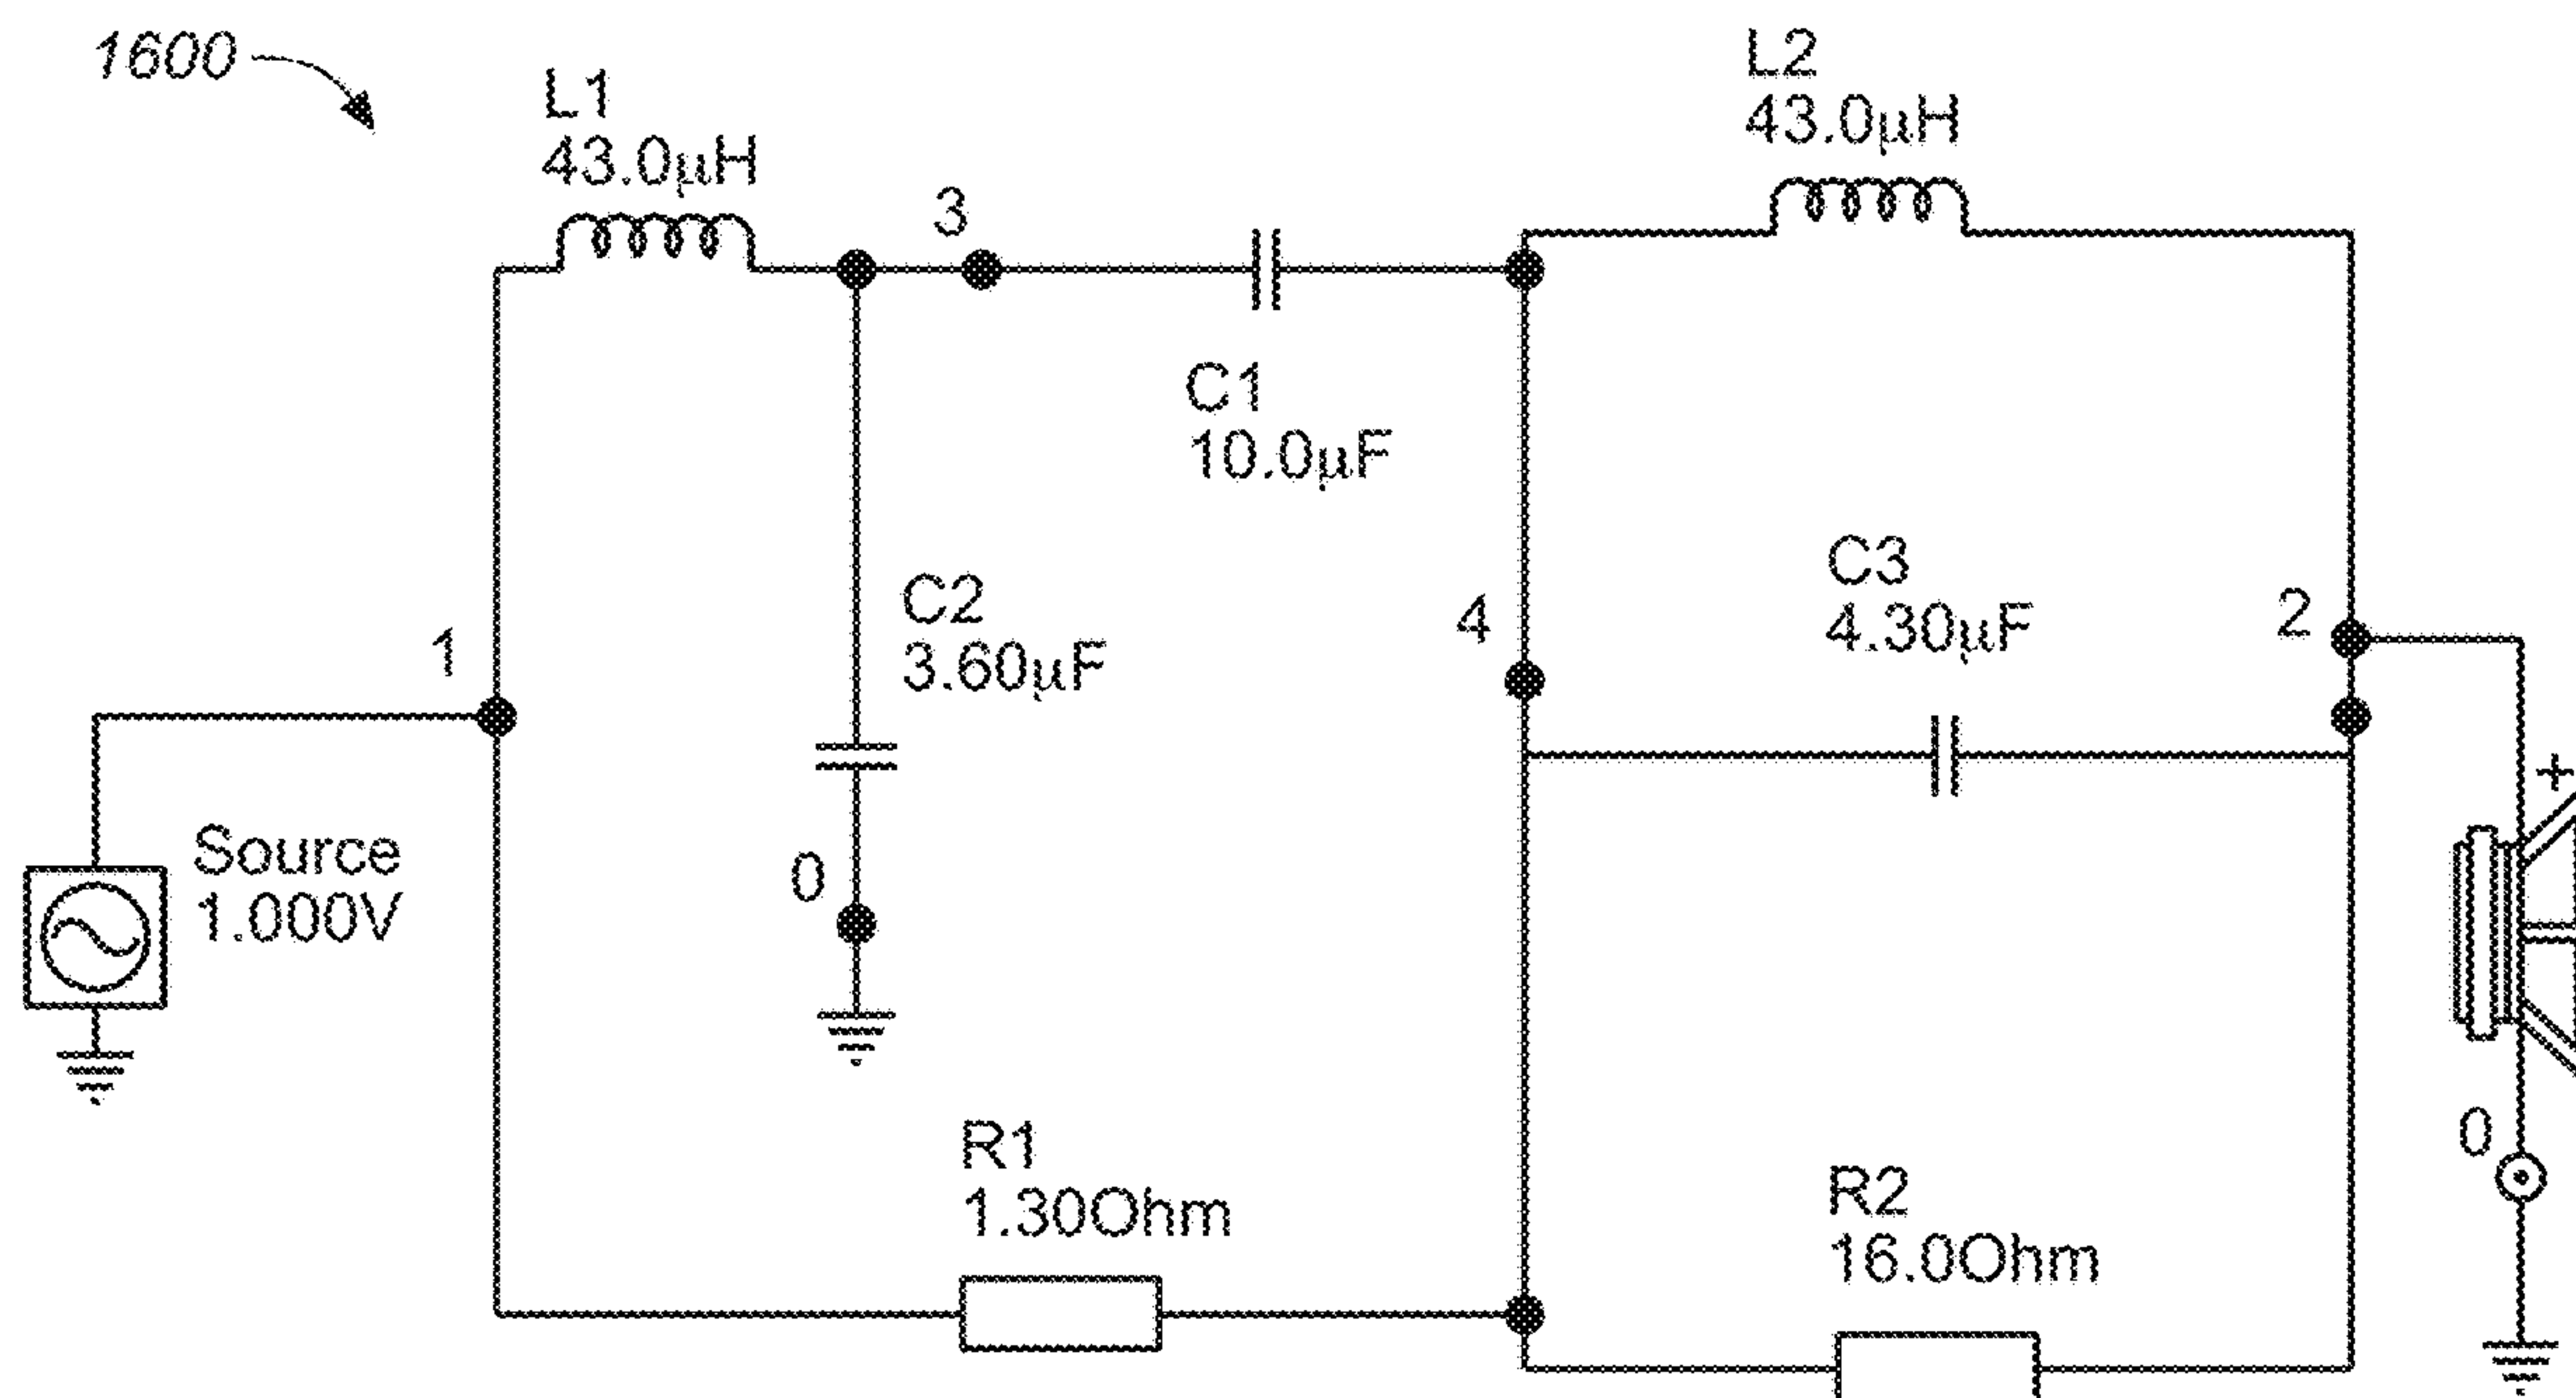 1600
L1
43.0µH
L2
43.0µH
3
C1
10.0µF
C2
3.60µF
C3
4.30µF
4
2
1
Source
1.000V
0
+
R1
1.30Ohm
R2
16.0Ohm
0